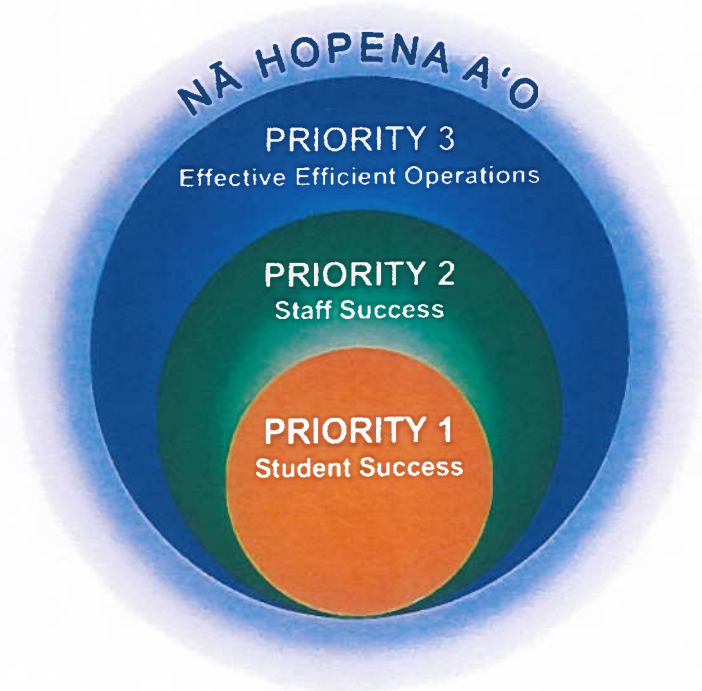 NĀ HOPENA A‘O
PRIORITY 3
Effective Efficient Operations
PRIORITY 2
Staff Success
PRIORITY 1
Student Success